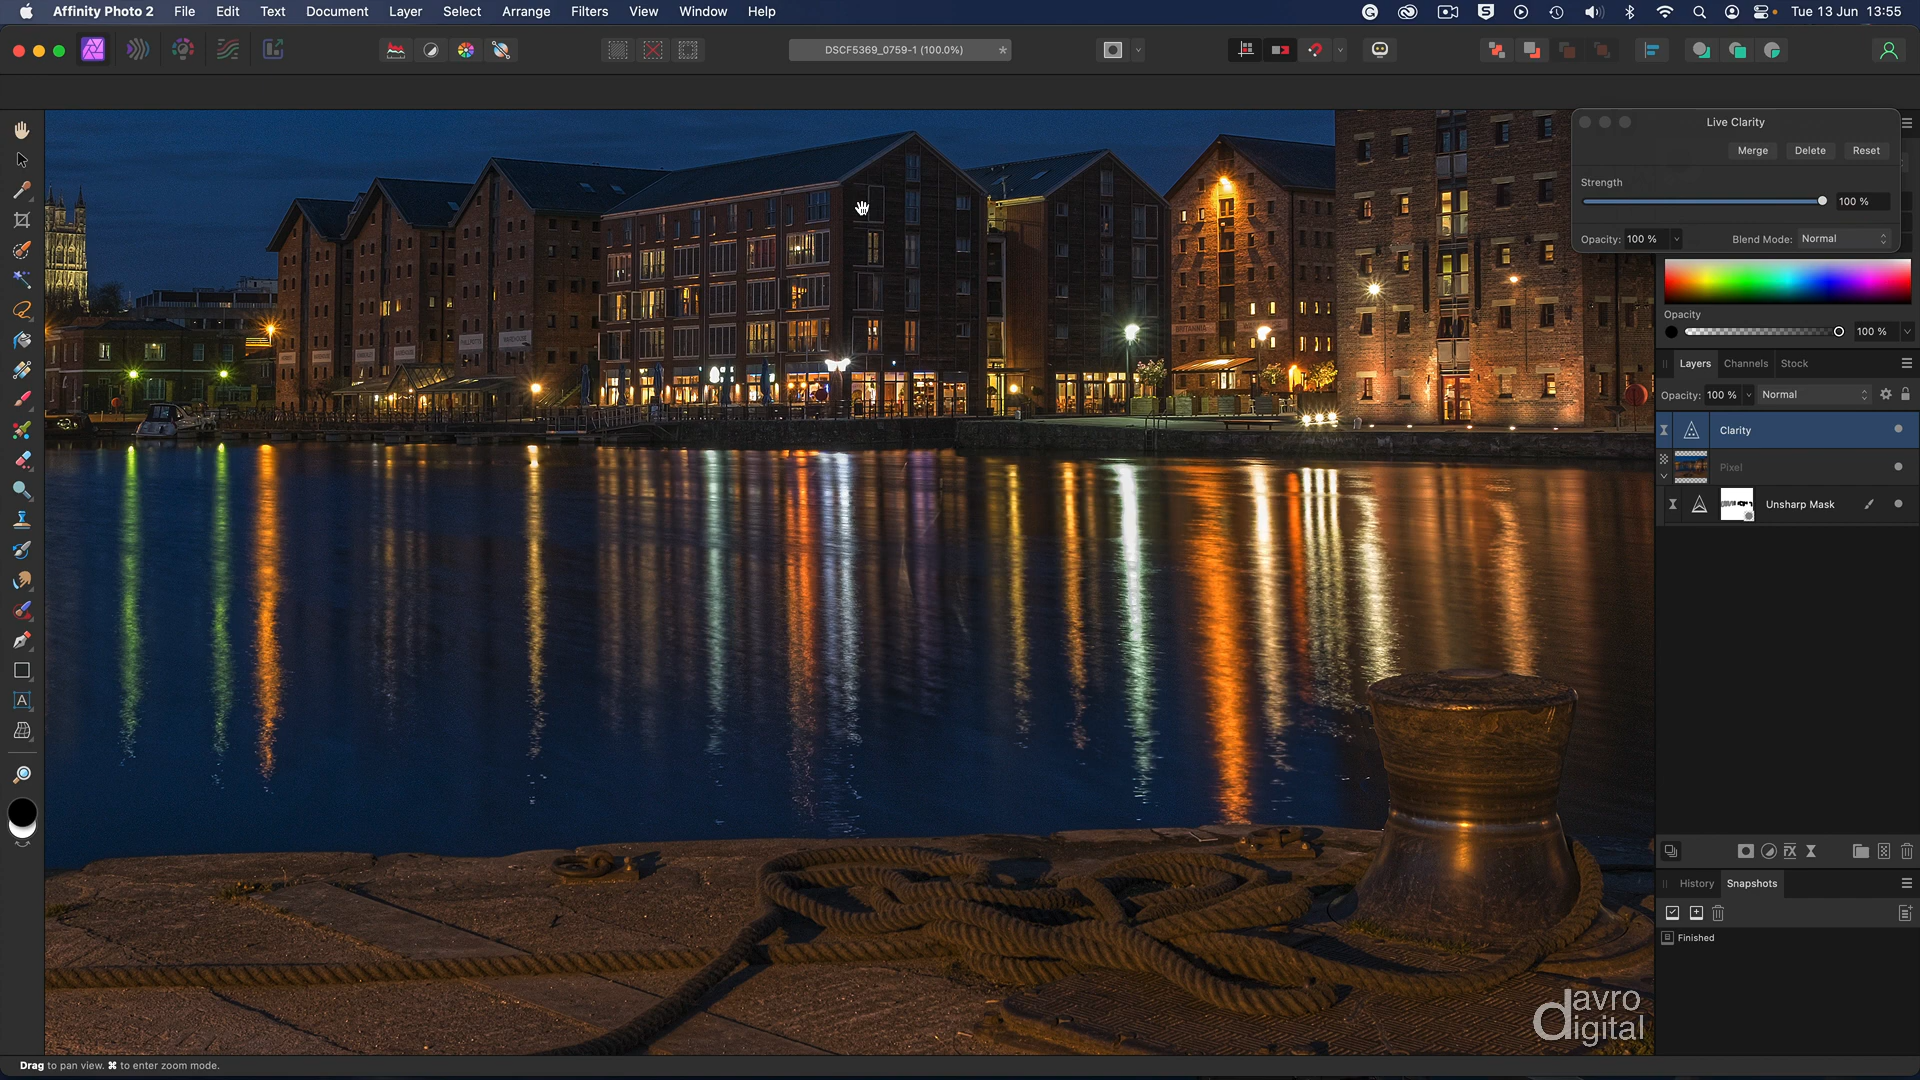 Affinity Photo 2 File Edit Text Document Layer Select Arrange Filters View Window Help Tue 13 Jun 13:55
DSCF5369_0759-1 (100.0%) *
Live Clarity
Merge Delete Reset
Strength
100 %
Opacity: 100 % Blend Mode: Normal
Opacity
100 %
Layers Channels Stock
Opacity: 100 % Normal
Clarity
Pixel
Unsharp Mask
History Snapshots
Finished
BRITANNIA
WAREHOUSE
davro
digital
Drag to pan view. ⌘ to enter zoom mode.